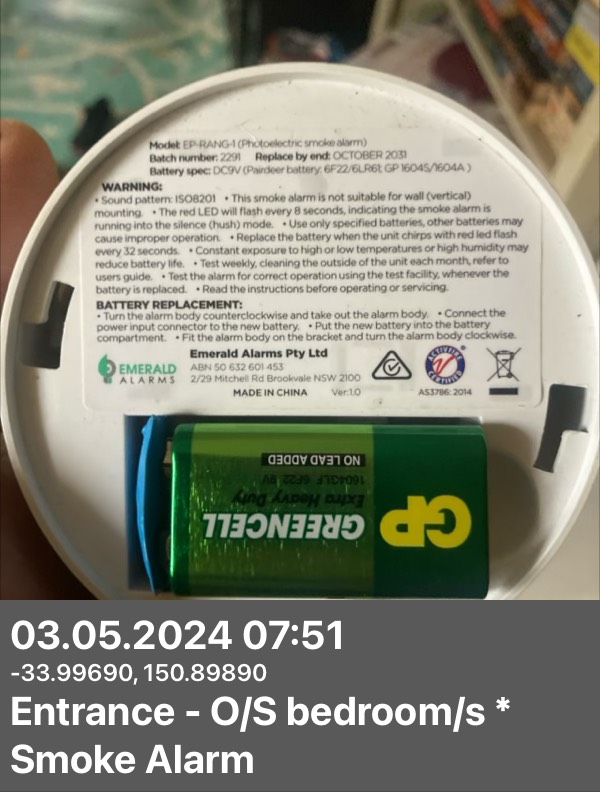 Model: EP-RANG-1 (Photoelectric smoke alarm)
Batch number: 2291 Replace by end: OCTOBER 2031
Battery spec: DC9V (Pairdeer battery: 6F22/6LR61; GP 1604S/1604A )
WARNING:
• Sound pattern: ISO8201 • This smoke alarm is not suitable for wall (vertical)
mounting. • The red LED will flash every 8 seconds, indicating the smoke alarm is
running into the silence (hush) mode. • Use only specified batteries, other batteries may
cause improper operation. • Replace the battery when the unit chirps with red led flash
every 32 seconds. • Constant exposure to high or low temperatures or high humidity may
reduce battery life. • Test weekly, cleaning the outside of the unit each month, refer to
users guide. • Test the alarm for correct operation using the test facility, whenever the
battery is replaced. • Read the instructions before operating or servicing.
BATTERY REPLACEMENT:
• Turn the alarm body counterclockwise and take out the alarm body. • Connect the
power input connector to the new battery. • Put the new battery into the battery
compartment. • Fit the alarm body on the bracket and turn the alarm body clockwise.
EMERALD
ALARMS
Emerald Alarms Pty Ltd
ABN 50 632 601 453
2/29 Mitchell Rd Brookvale NSW 2100
MADE IN CHINA Ver:1.0
ACTIVFIRE
CERTIFIED
AS3786: 2014
GP
GREENCELL
Extra Heavy Duty
1604GLF 6F22 9V
NO LEAD ADDED
03.05.2024 07:51
-33.99690, 150.89890
Entrance - O/S bedroom/s *
Smoke Alarm